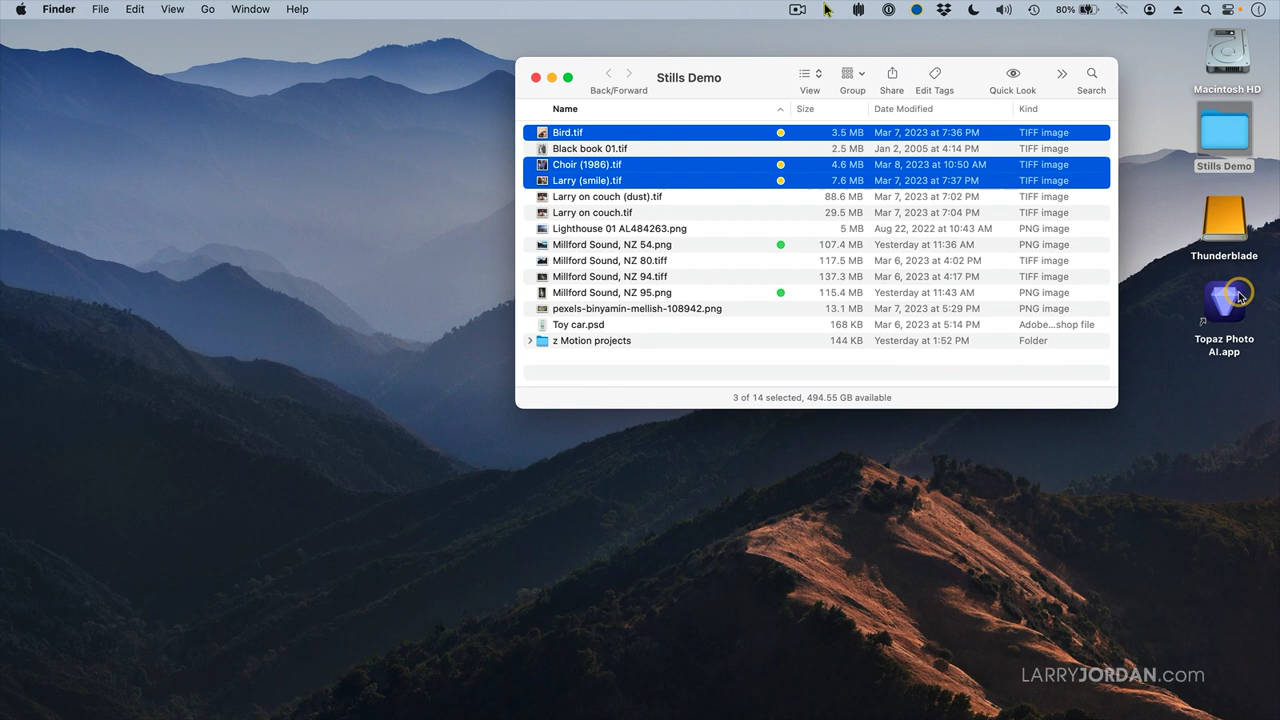 Finder File Edit View Go Window Help 80%
Stills Demo
Back/Forward View Group Share Edit Tags Quick Look Search
Name Size Date Modified Kind
Bird.tif 3.5 MB Mar 7, 2023 at 7:36 PM TIFF image
Black book 01.tif 2.5 MB Jan 2, 2005 at 4:14 PM TIFF image
Choir (1986).tif 4.6 MB Mar 8, 2023 at 10:50 AM TIFF image
Larry (smile).tif 7.6 MB Mar 7, 2023 at 7:37 PM TIFF image
Larry on couch (dust).tif 88.6 MB Mar 7, 2023 at 7:02 PM TIFF image
Larry on couch.tif 29.5 MB Mar 7, 2023 at 7:04 PM TIFF image
Lighthouse 01 AL484263.png 5 MB Aug 22, 2022 at 10:43 AM PNG image
Millford Sound, NZ 54.png 107.4 MB Yesterday at 11:36 AM PNG image
Millford Sound, NZ 80.tiff 117.5 MB Mar 6, 2023 at 4:02 PM TIFF image
Millford Sound, NZ 94.tiff 137.3 MB Mar 6, 2023 at 4:17 PM TIFF image
Millford Sound, NZ 95.png 115.4 MB Yesterday at 11:43 AM PNG image
pexels-binyamin-mellish-108942.png 13.1 MB Mar 7, 2023 at 5:29 PM PNG image
Toy car.psd 168 KB Mar 6, 2023 at 5:14 PM Adobe...shop file
z Motion projects 144 KB Yesterday at 1:52 PM Folder
3 of 14 selected, 494.55 GB available
Macintosh HD
Stills Demo
Thunderblade
Topaz Photo
AI.app
LARRYJORDAN.com